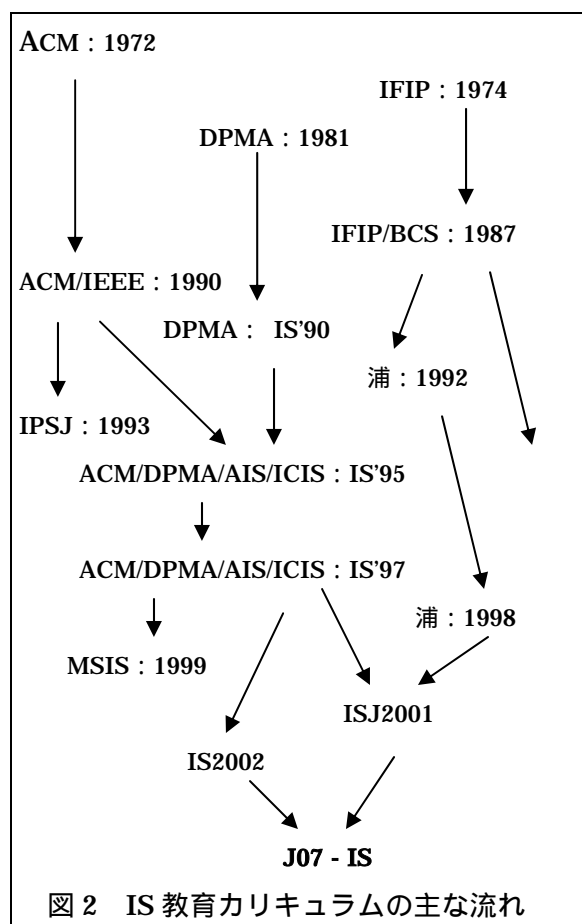 ACM：1972
IFIP：1974
DPMA：1981
IFIP/BCS：1987
ACM/IEEE：1990
DPMA： IS'90
浦：1992
IPSJ：1993
ACM/DPMA/AIS/ICIS：IS'95
ACM/DPMA/AIS/ICIS：IS'97
浦：1998
MSIS：1999
ISJ2001
IS2002
J07 - IS
図 2　IS 教育カリキュラムの主な流れ